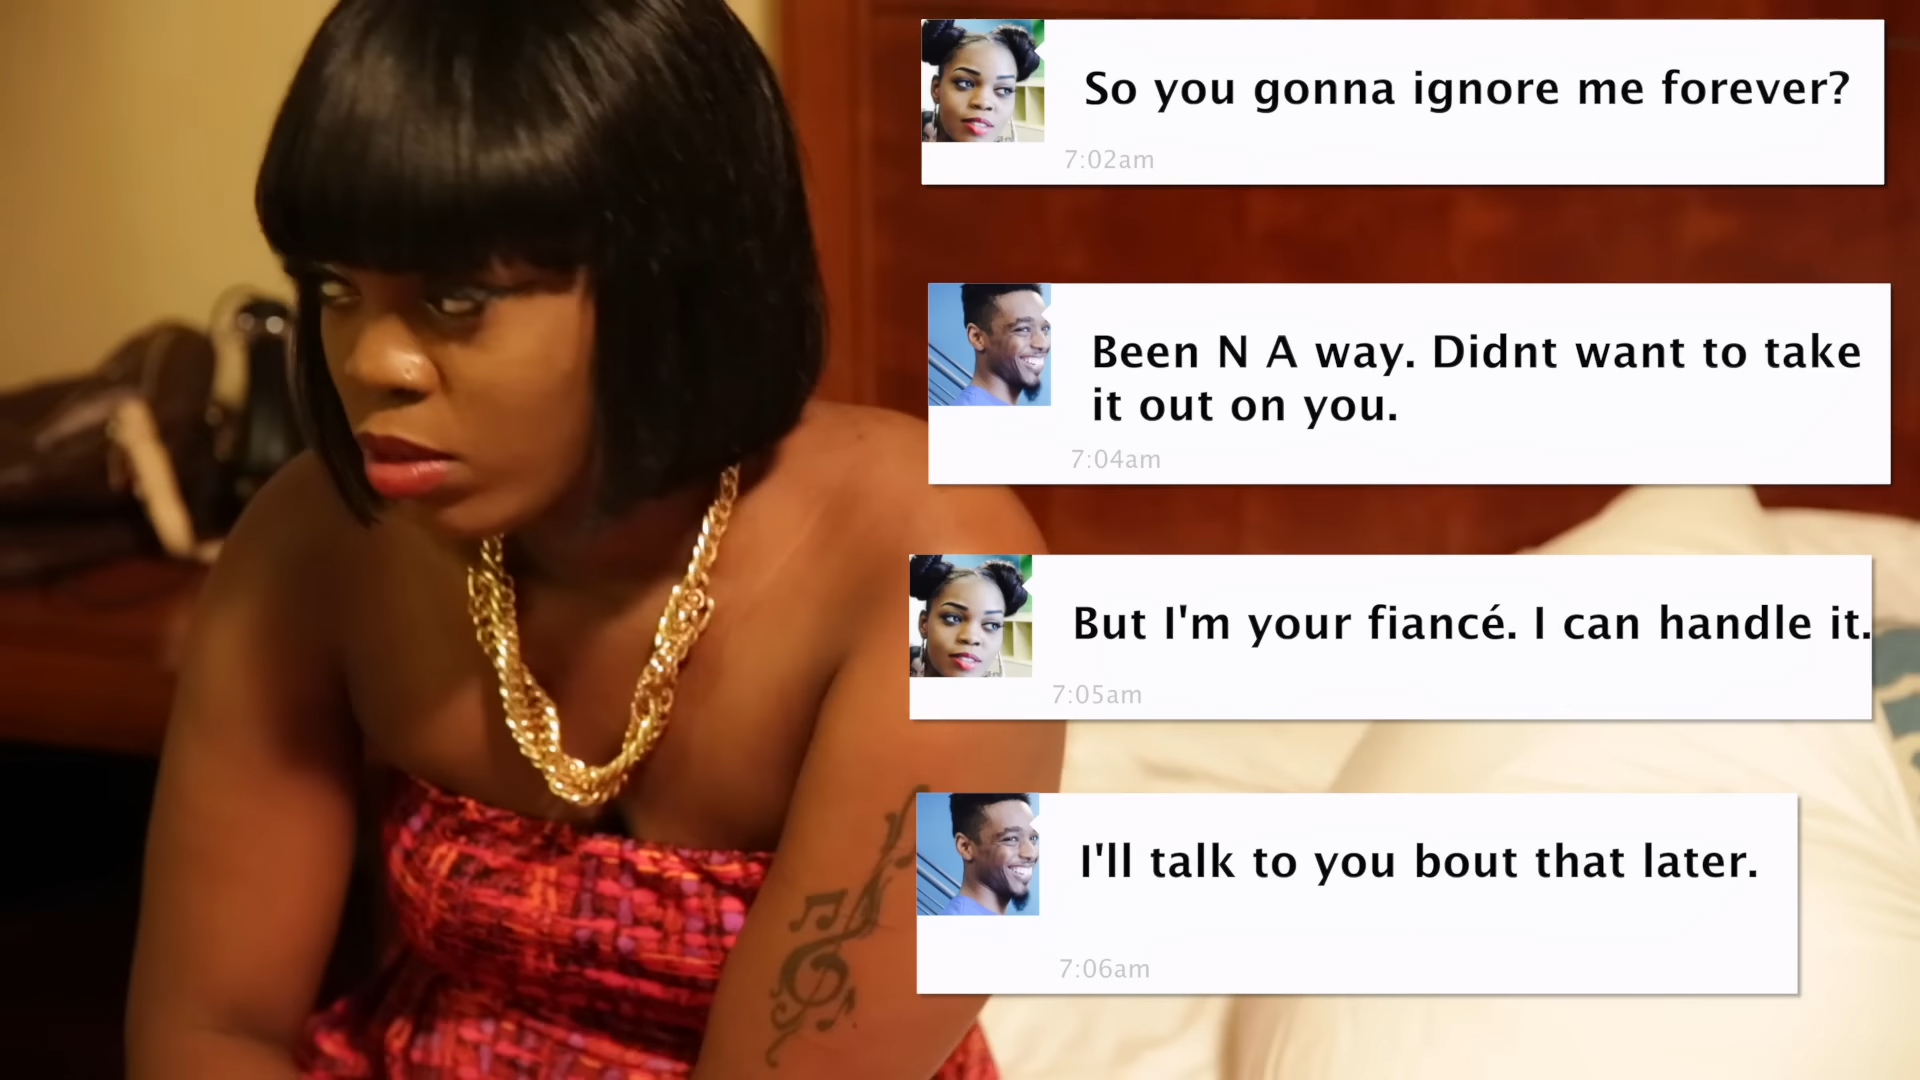 So you gonna ignore me forever?
7:02am
Been N A way. Didnt want to take
it out on you.
7:04am
But I'm your fiancé. I can handle it.
7:05am
I'll talk to you bout that later.
7:06am